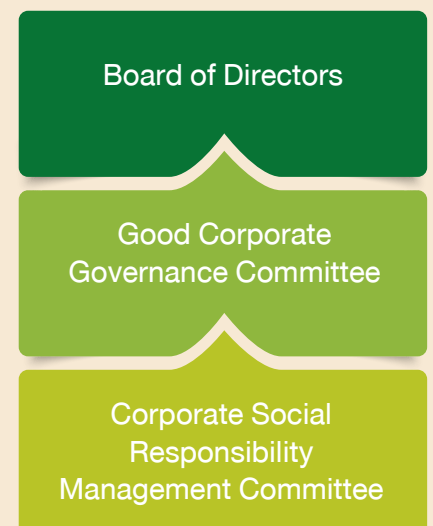 Board of Directors
Good Corporate
Governance Committee
Corporate Social
Responsibility
Management Committee